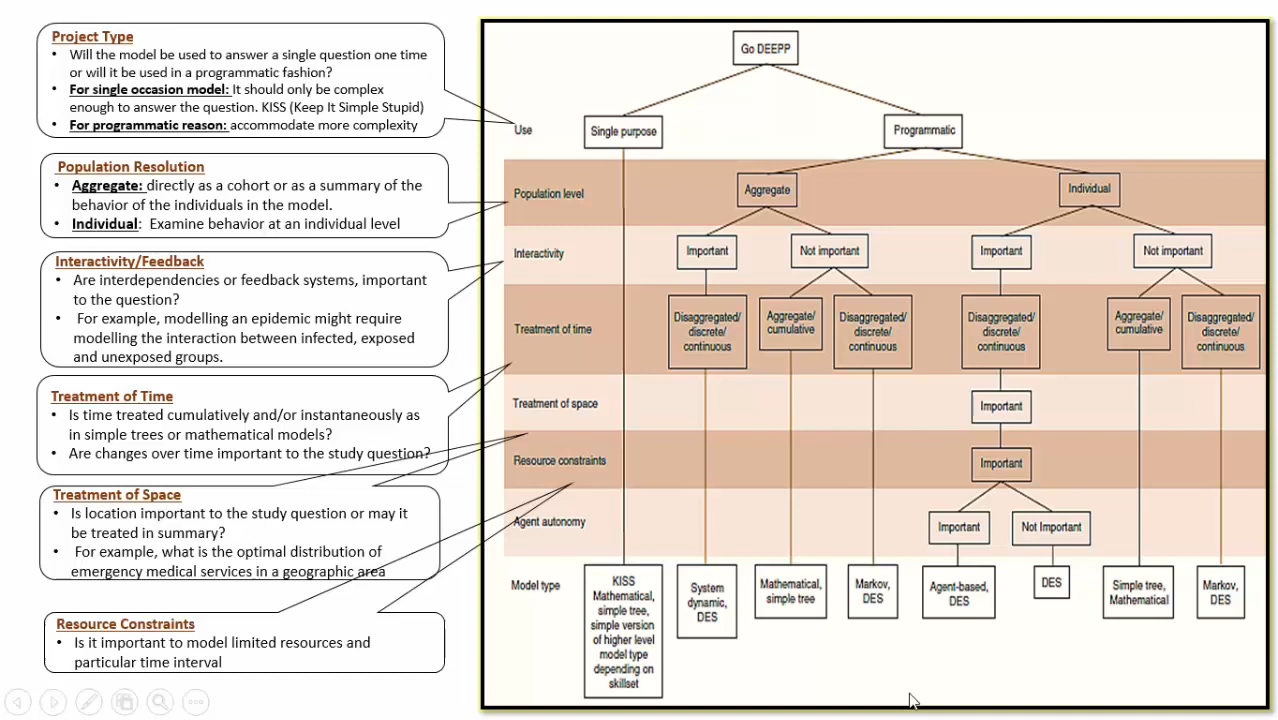 Project Type
• Will the model be used to answer a single question one time
or will it be used in a programmatic fashion?
• For single occasion model: It should only be complex
enough to answer the question. KISS (Keep It Simple Stupid)
• For programmatic reason: accommodate more complexity
Population Resolution
• Aggregate: directly as a cohort or as a summary of the
behavior of the individuals in the model.
• Individual: Examine behavior at an individual level
Interactivity/Feedback
• Are interdependencies or feedback systems, important
to the question?
• For example, modelling an epidemic might require
modelling the interaction between infected, exposed
and unexposed groups.
Treatment of Time
• Is time treated cumulatively and/or instantaneously as
in simple trees or mathematical models?
• Are changes over time important to the study question?
Treatment of Space
• Is location important to the study question or may it
be treated in summary?
• For example, what is the optimal distribution of
emergency medical services in a geographic area
Resource Constraints
• Is it important to model limited resources and
particular time interval
Go DEEPP
Use
Single purpose
Programmatic
Population level
Aggregate
Individual
Interactivity
Important
Not important
Important
Not important
Treatment of time
Disaggregated/
discrete/
continuous
Aggregate/
cumulative
Disaggregated/
discrete/
continuous
Disaggregated/
discrete/
continuous
Aggregate/
cumulative
Disaggregated/
discrete/
continuous
Treatment of space
Important
Resource constraints
Important
Agent autonomy
Important
Not Important
Model type
KISS
Mathematical,
simple tree,
simple version
of higher level
model type
depending on
skillset
System
dynamic,
DES
Mathematical,
simple tree
Markov,
DES
Agent-based,
DES
DES
Simple tree,
Mathematical
Markov,
DES